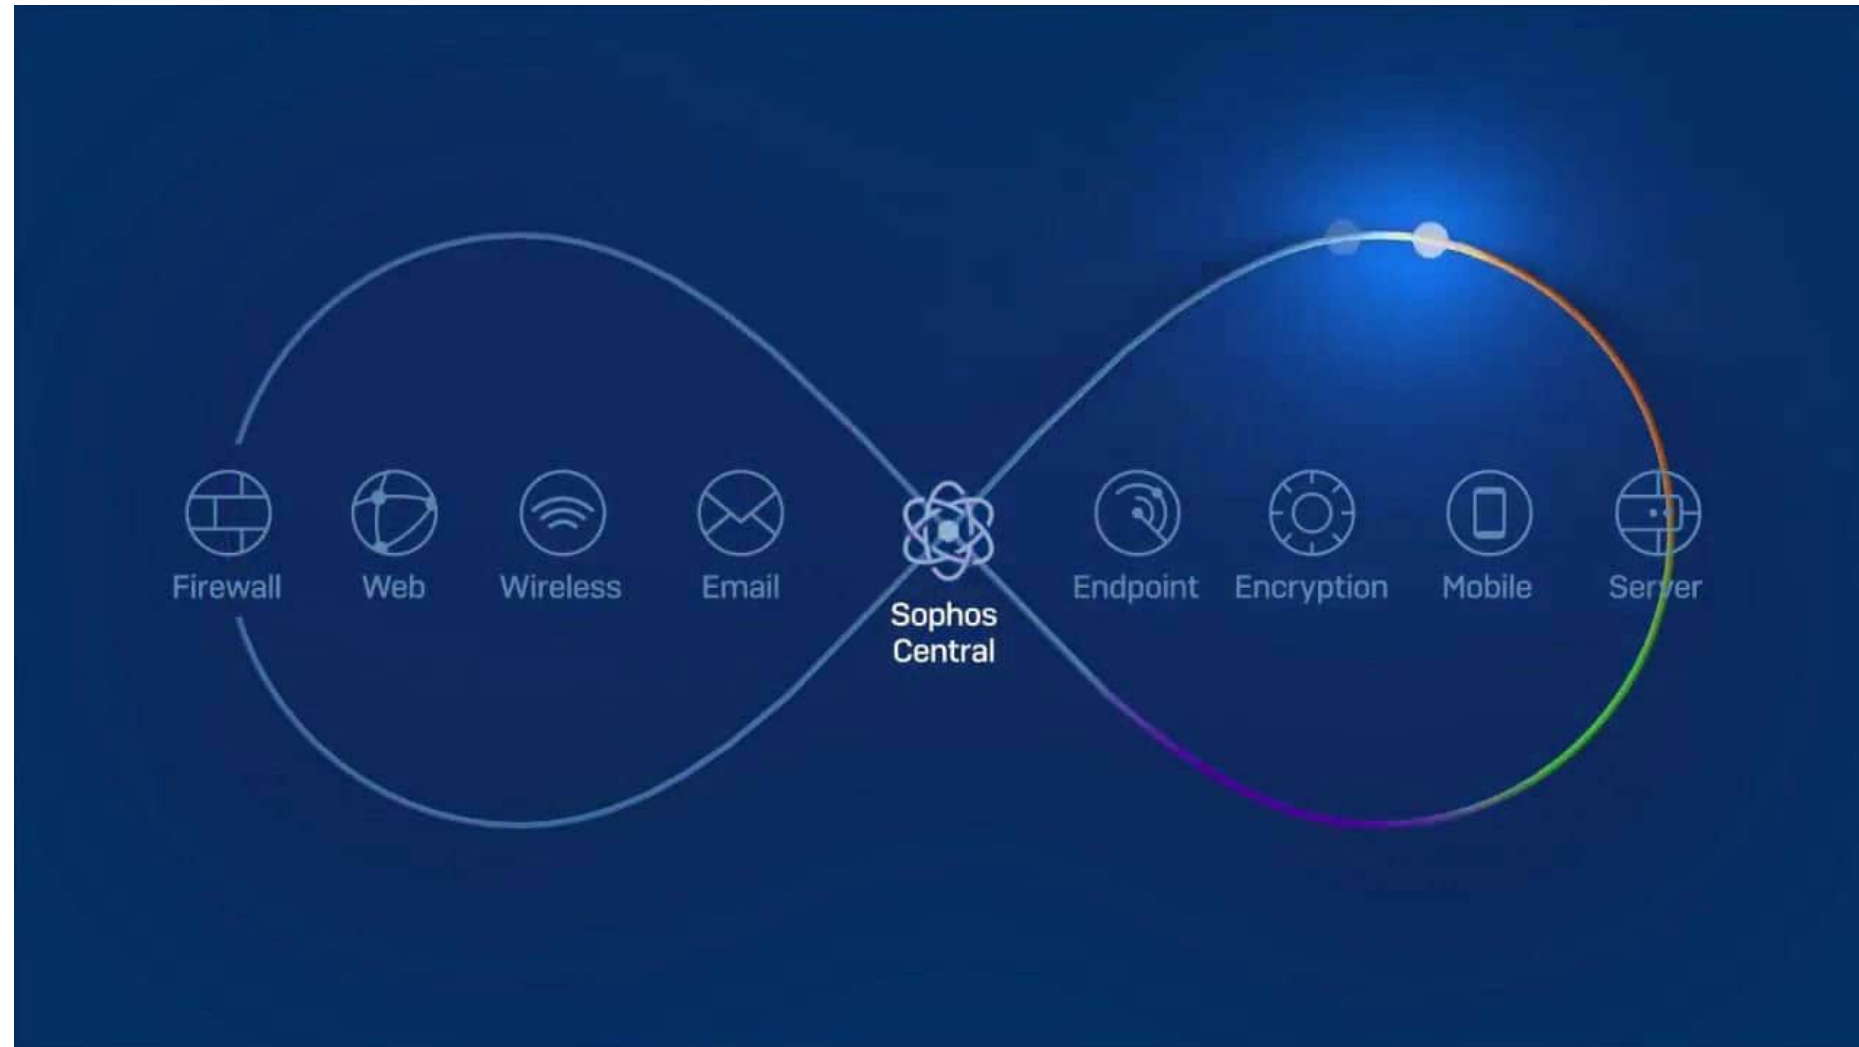 Firewall
Web
Wireless
Email
Sophos
Central
Endpoint
Encryption
Mobile
Server